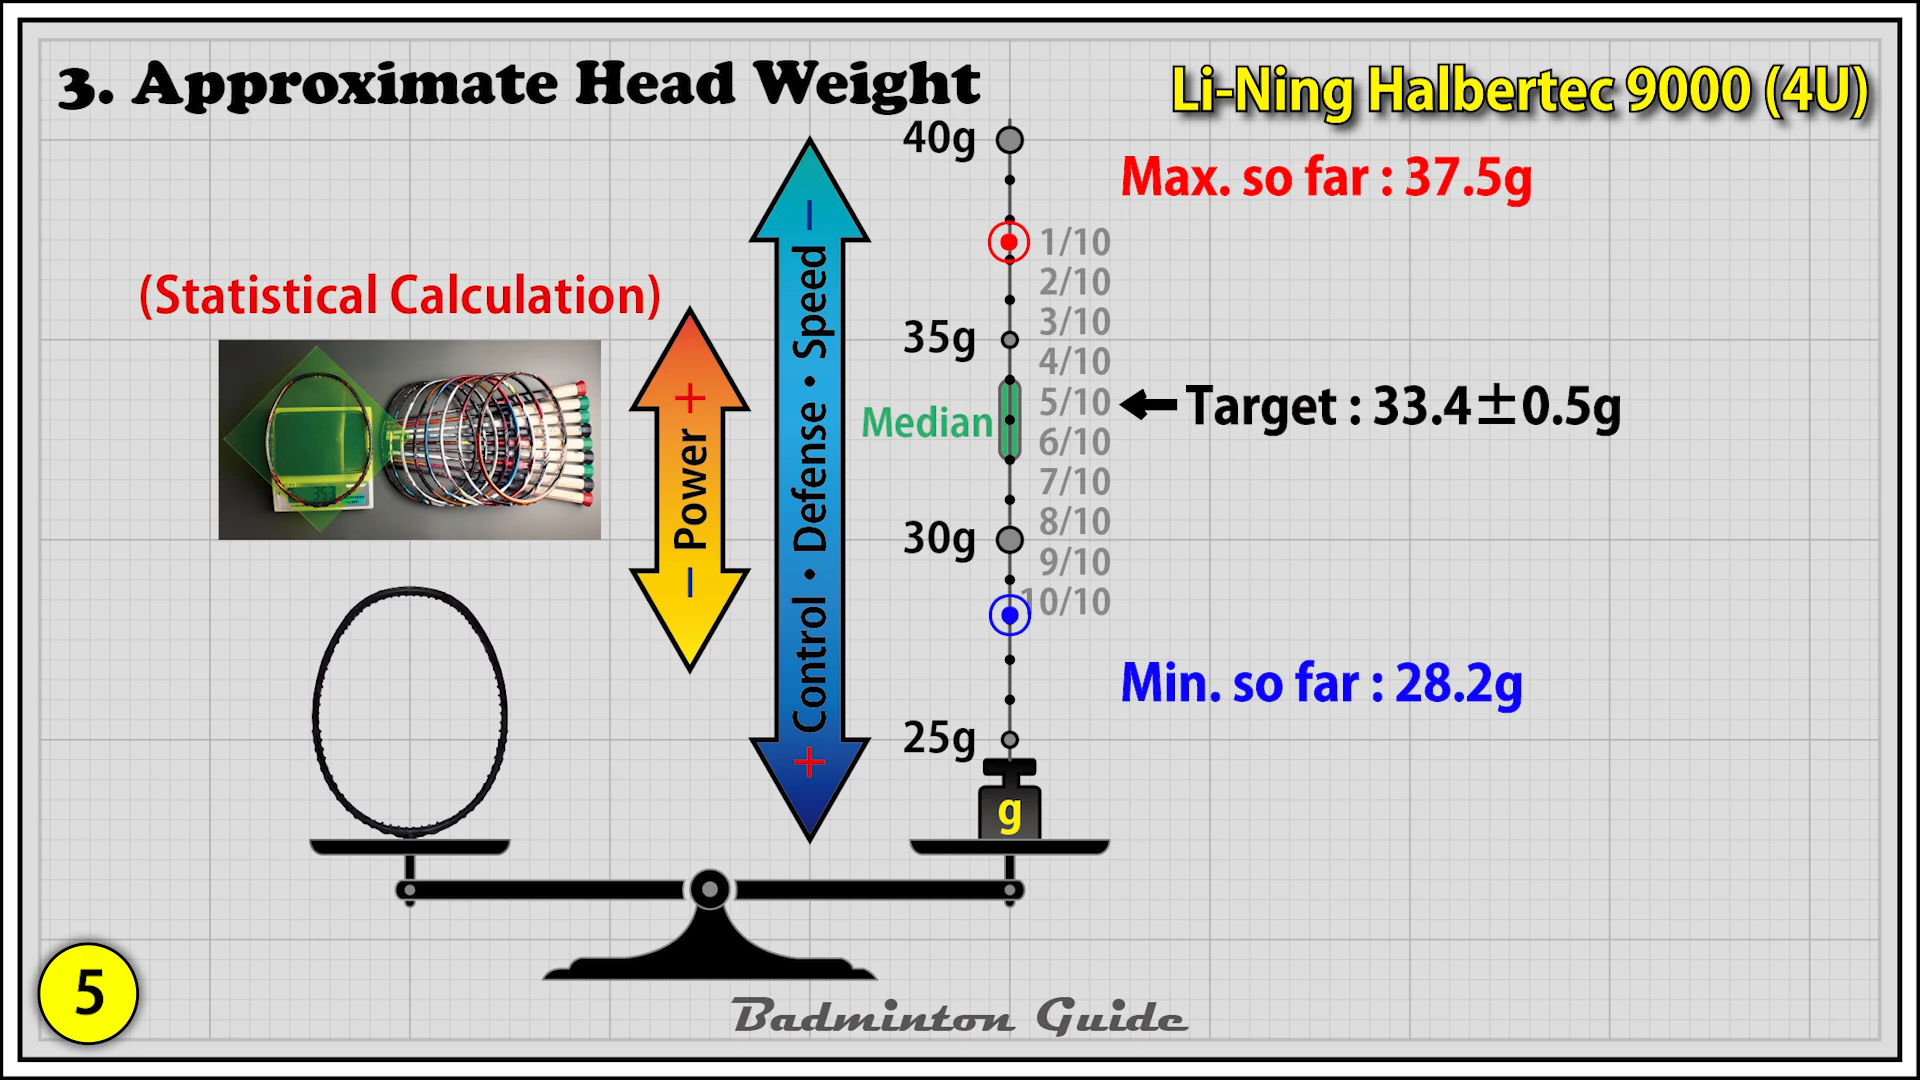 3. Approximate Head Weight
Li-Ning Halbertec 9000 (4U)
40g
Max. so far : 37.5g
1/10
2/10
(Statistical Calculation)
3/10
35g
4/10
5/10
Target : 33.4±0.5g
Median
6/10
7/10
8/10
30g
9/10
10/10
Min. so far : 28.2g
25g
− Power +
+ Control • Defense • Speed −
g
5
Badminton Guide